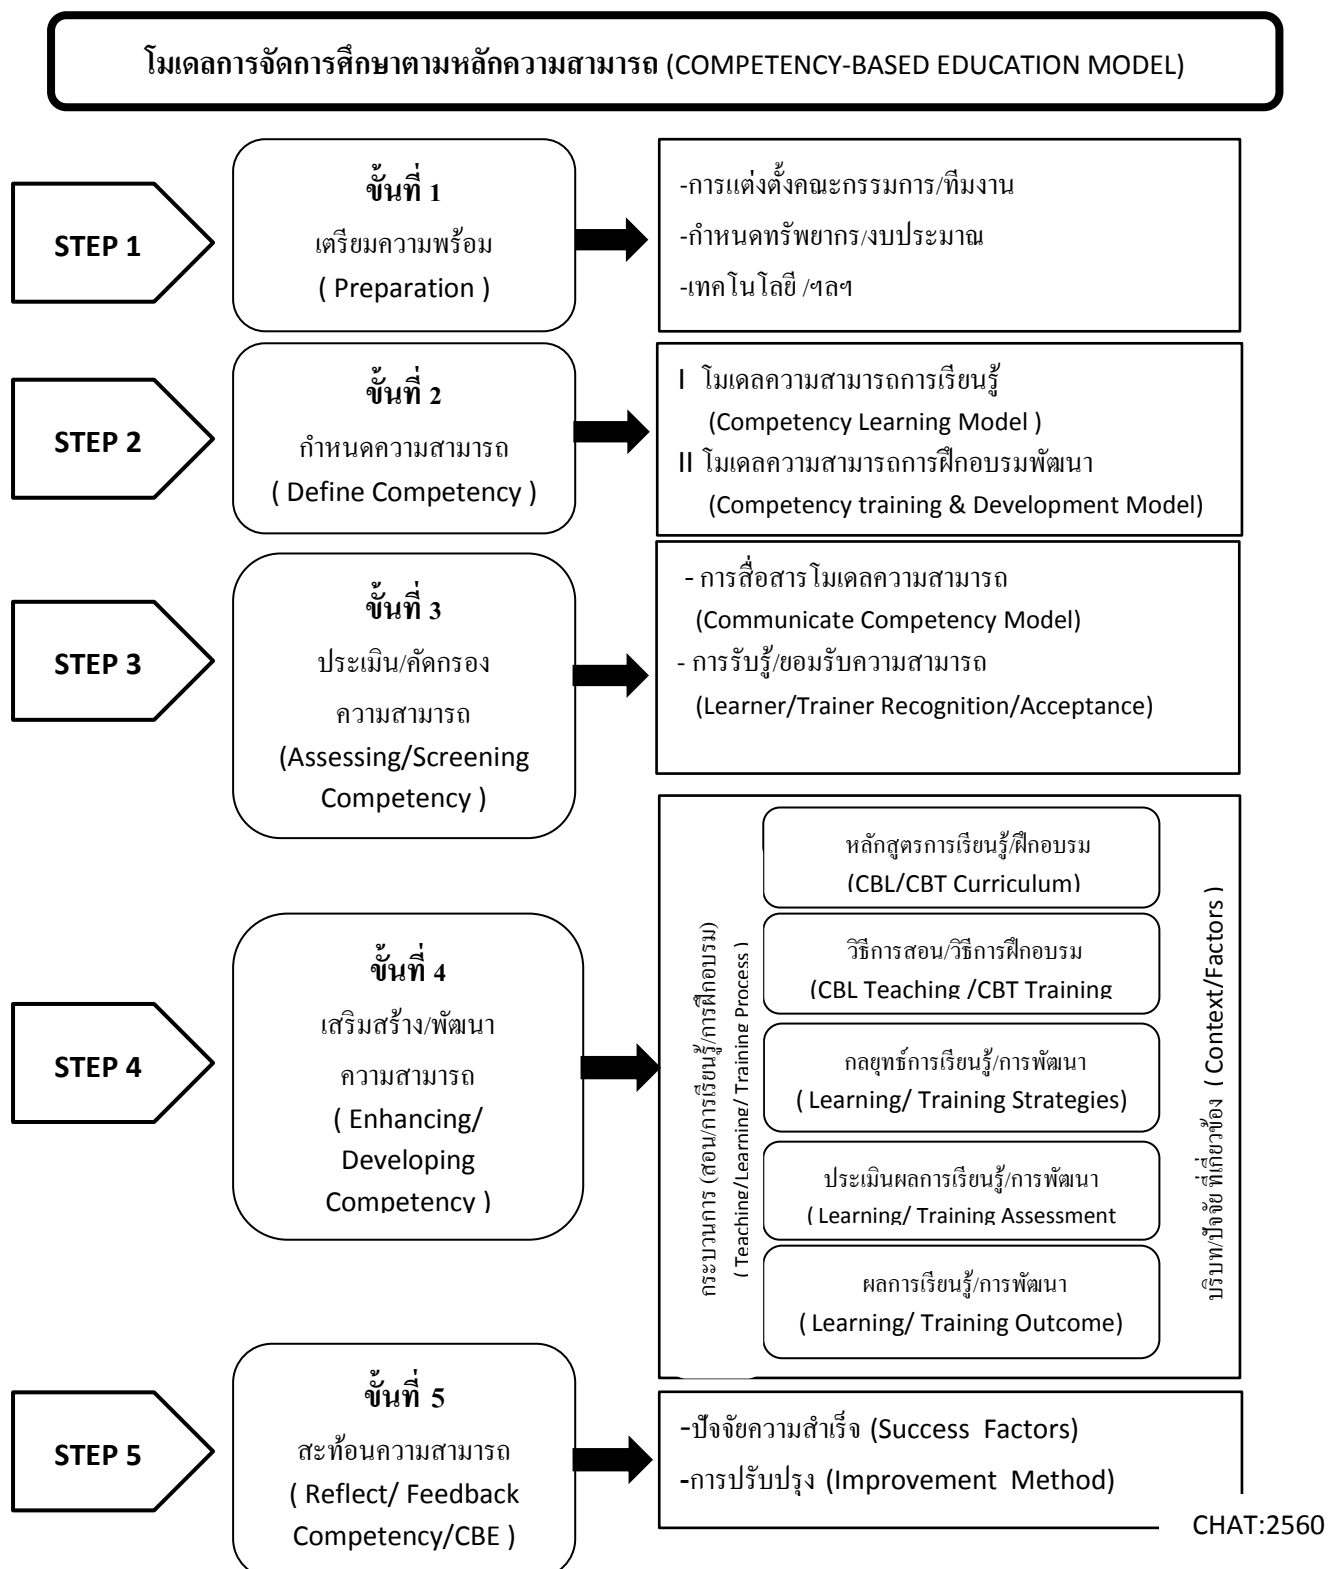 โมเดลการจัดการศึกษาตามหลักความสามารถ (COMPETENCY-BASED EDUCATION MODEL)
STEP 1
ขั้นที่ 1
เตรียมความพร้อม
( Preparation )
-การแต่งตั้งคณะกรรมการ/ทีมงาน
-กำหนดทรัพยากร/งบประมาณ
-เทคโนโลยี /ฯลฯ
STEP 2
ขั้นที่ 2
กำหนดความสามารถ
( Define Competency )
I โมเดลความสามารถการเรียนรู้
(Competency Learning Model )
II โมเดลความสามารถการฝึกอบรมพัฒนา
(Competency training & Development Model)
STEP 3
ขั้นที่ 3
ประเมิน/คัดกรอง
ความสามารถ
(Assessing/Screening
Competency )
- การสื่อสารโมเดลความสามารถ
(Communicate Competency Model)
- การรับรู้/ยอมรับความสามารถ
(Learner/Trainer Recognition/Acceptance)
STEP 4
ขั้นที่ 4
เสริมสร้าง/พัฒนา
ความสามารถ
( Enhancing/
Developing
Competency )
กระบวนการ (สอน/การเรียนรู้/การฝึกอบรม)
( Teaching/Learning/ Training Process )
หลักสูตรการเรียนรู้/ฝึกอบรม
(CBL/CBT Curriculum)
วิธีการสอน/วิธีการฝึกอบรม
(CBL Teaching /CBT Training
กลยุทธ์การเรียนรู้/การพัฒนา
( Learning/ Training Strategies)
ประเมินผลการเรียนรู้/การพัฒนา
( Learning/ Training Assessment
ผลการเรียนรู้/การพัฒนา
( Learning/ Training Outcome)
บริบท/ปัจจัย ที่เกี่ยวข้อง ( Context/Factors )
STEP 5
ขั้นที่ 5
สะท้อนความสามารถ
( Reflect/ Feedback
Competency/CBE )
-ปัจจัยความสำเร็จ (Success Factors)
-การปรับปรุง (Improvement Method)
CHAT:2560